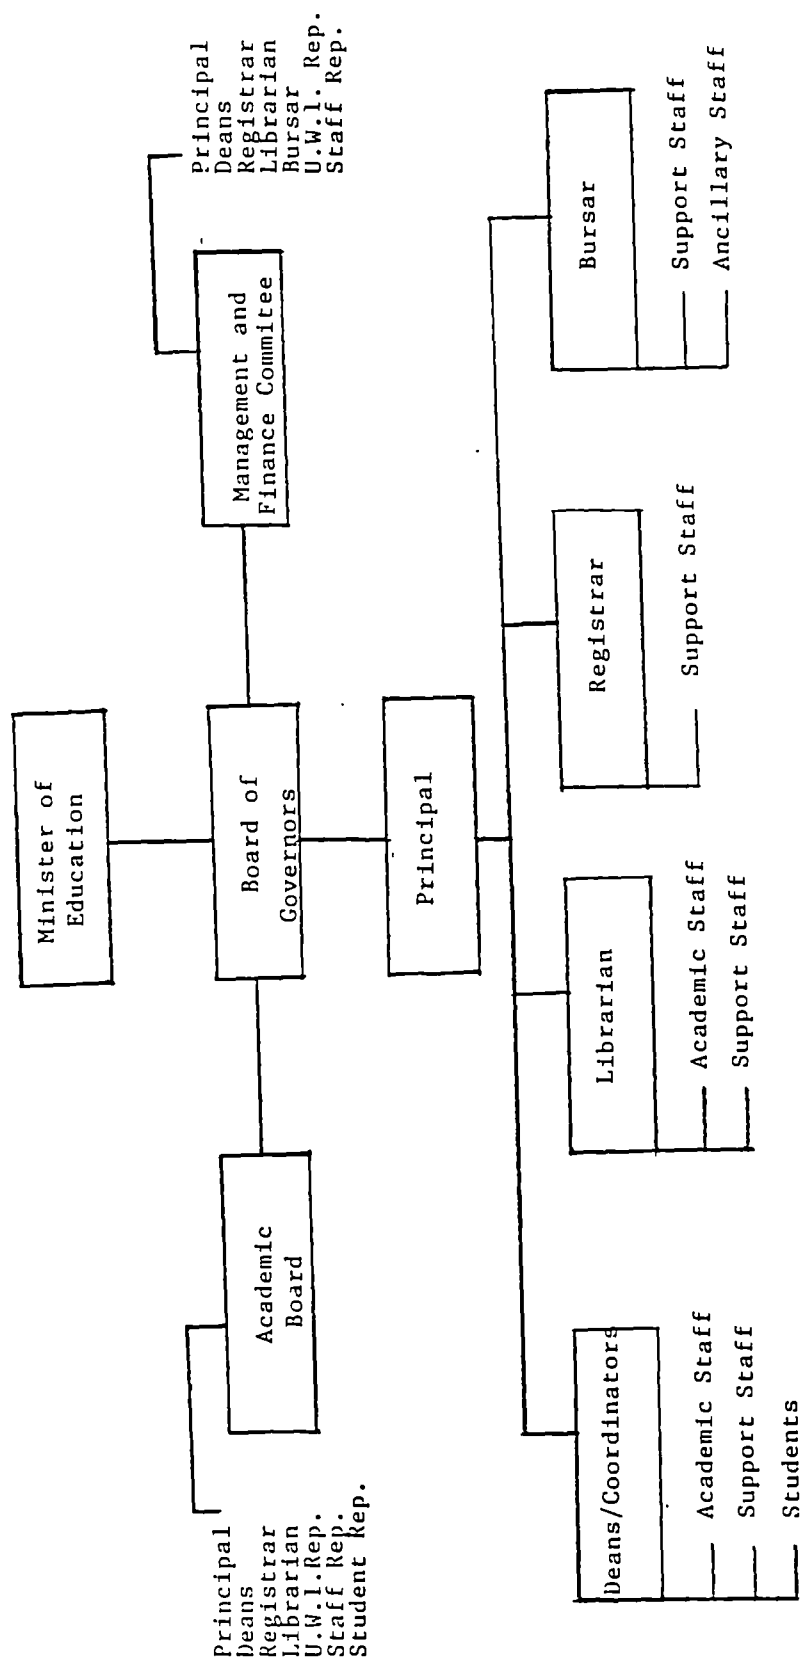 Minister of
Education
Principal
Deans
Registrar
Librarian
U.W.I.Rep.
Staff Rep.
Student Rep.
Academic
Board
Board of
Governors
Management and
Finance Commitee
Principal
Deans
Registrar
Librarian
Bursar
U.W.I. Rep.
Staff Rep.
Principal
Deans/Coordinators
Academic Staff
Support Staff
Students
Librarian
Academic Staff
Support Staff
Registrar
Support Staff
Bursar
Support Staff
Ancillary Staff